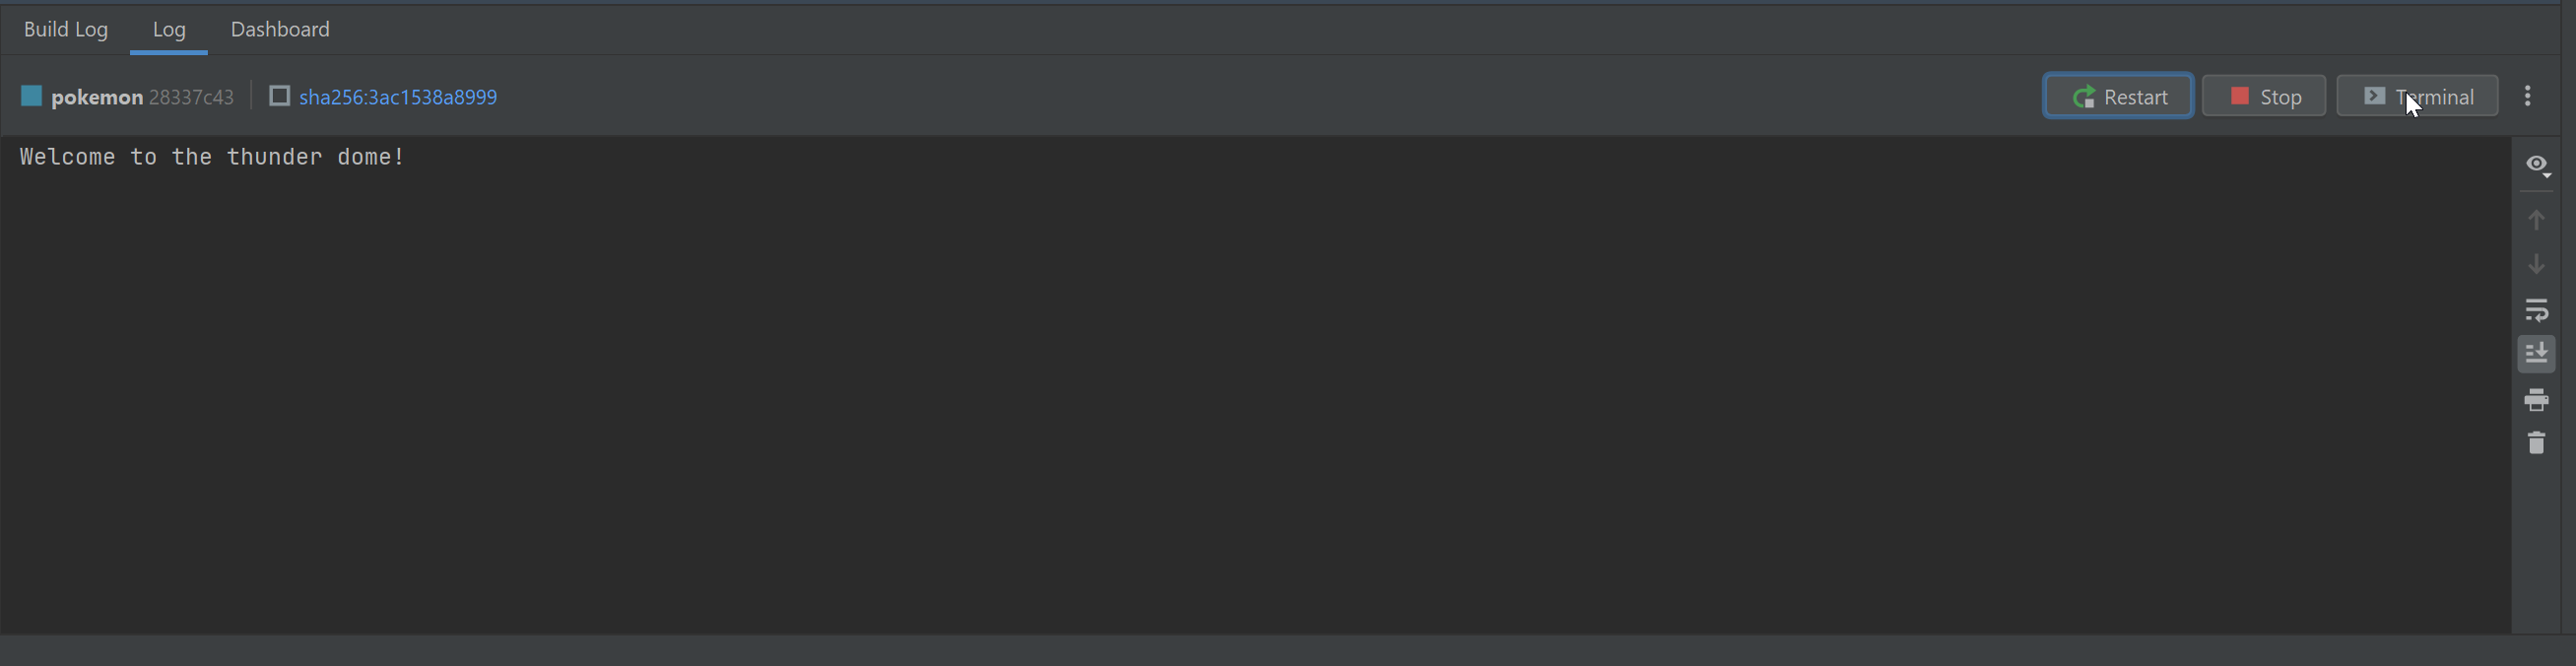 Build Log Log Dashboard
pokemon 28337c43 sha256:3ac1538a8999 Restart Stop Terminal
Welcome to the thunder dome!